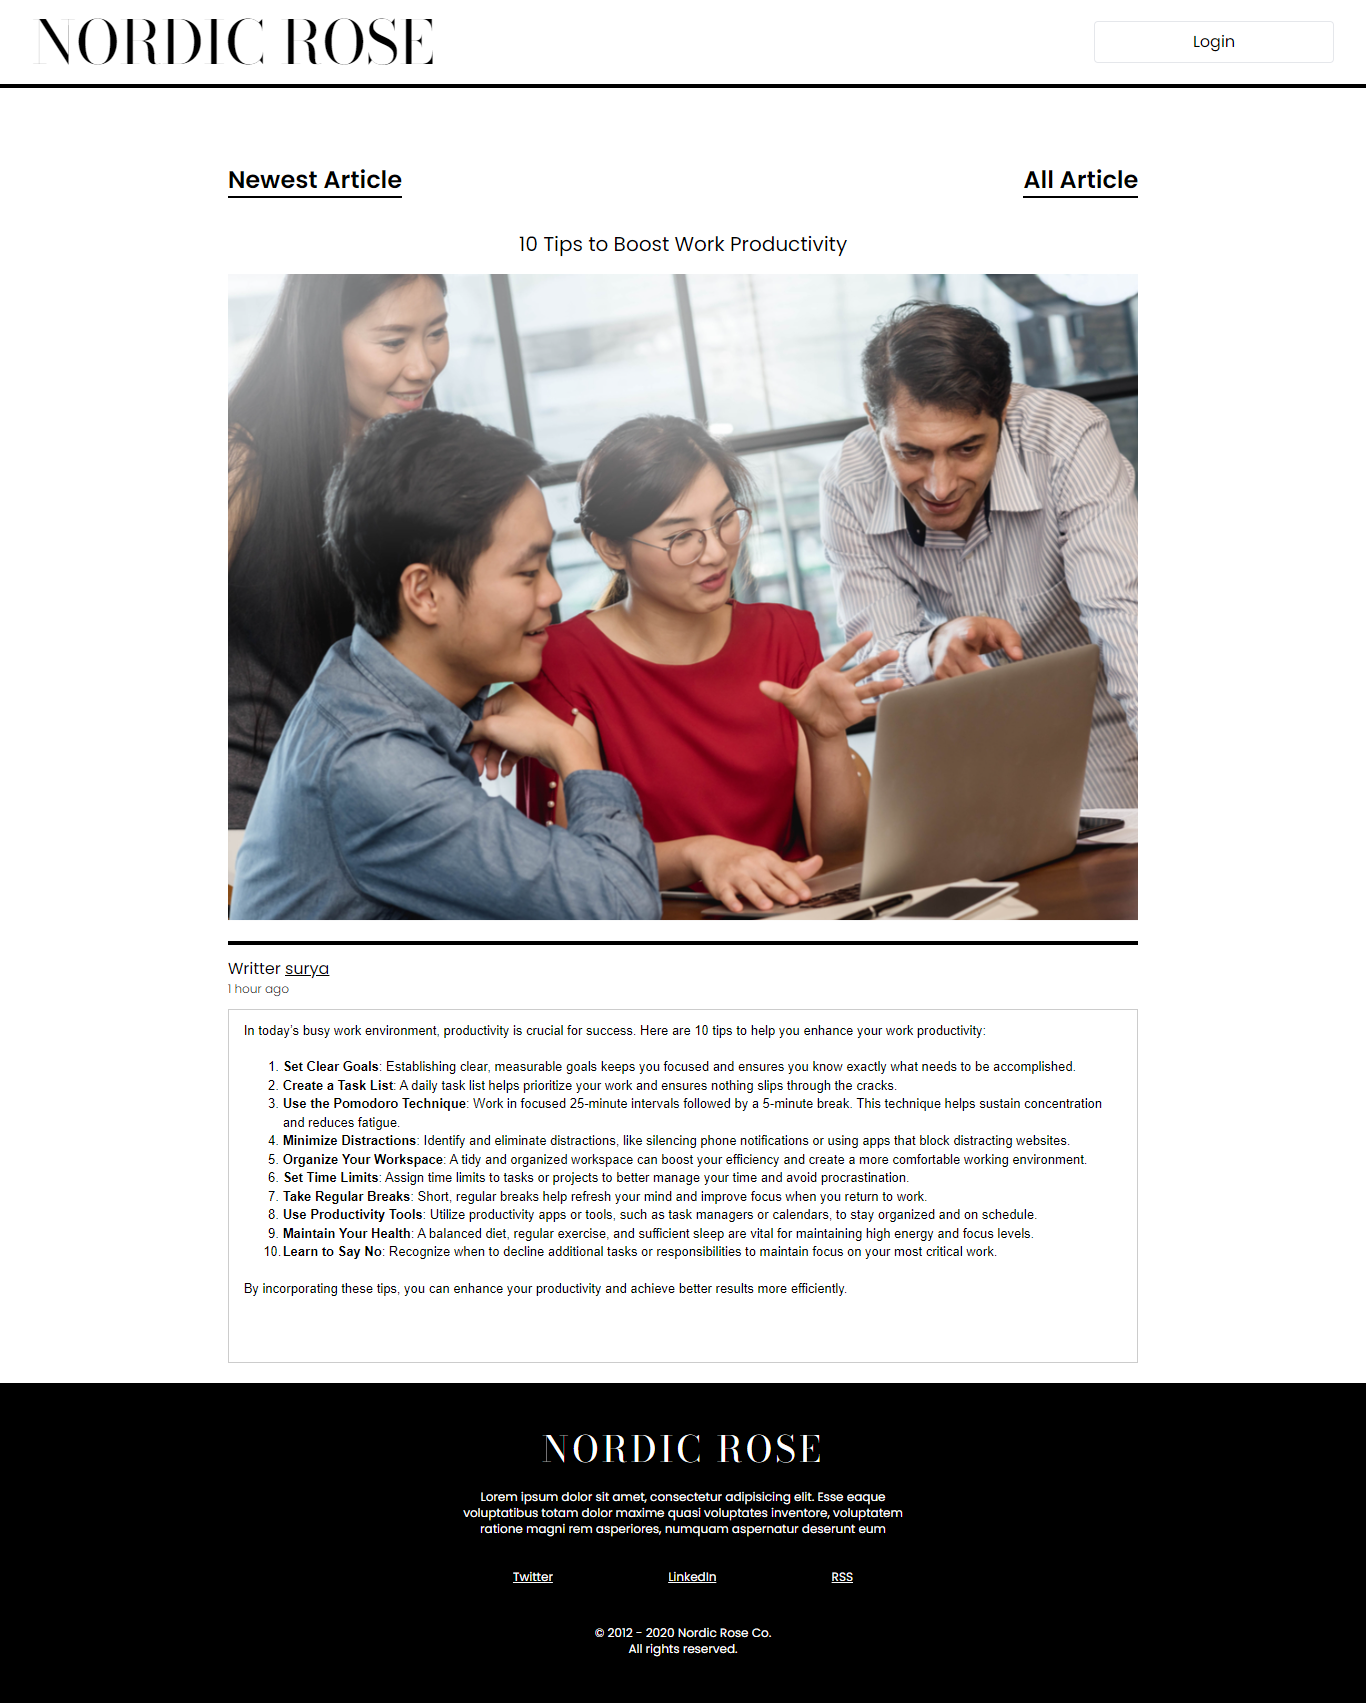 NORDIC ROSE
Login
Newest Article
All Article
10 Tips to Boost Work Productivity
Writter surya
1 hour ago
In today's busy work environment, productivity is crucial for success. Here are 10 tips to help you enhance your work productivity:
1. Set Clear Goals: Establishing clear, measurable goals keeps you focused and ensures you know exactly what needs to be accomplished.
2. Create a Task List: A daily task list helps prioritize your work and ensures nothing slips through the cracks.
3. Use the Pomodoro Technique: Work in focused 25-minute intervals followed by a 5-minute break. This technique helps sustain concentration
and reduces fatigue.
4. Minimize Distractions: Identify and eliminate distractions, like silencing phone notifications or using apps that block distracting websites.
5. Organize Your Workspace: A tidy and organized workspace can boost your efficiency and create a more comfortable working environment.
6. Set Time Limits: Assign time limits to tasks or projects to better manage your time and avoid procrastination.
7. Take Regular Breaks: Short, regular breaks help refresh your mind and improve focus when you return to work.
8. Use Productivity Tools: Utilize productivity apps or tools, such as task managers or calendars, to stay organized and on schedule.
9. Maintain Your Health: A balanced diet, regular exercise, and sufficient sleep are vital for maintaining high energy and focus levels.
10. Learn to Say No: Recognize when to decline additional tasks or responsibilities to maintain focus on your most critical work.
By incorporating these tips, you can enhance your productivity and achieve better results more efficiently.
NORDIC ROSE
Lorem ipsum dolor sit amet, consectetur adipisicing elit. Esse eaque
voluptatibus totam dolor maxime quasi voluptates inventore, voluptatem
ratione magni rem asperiores, numquam aspernatur deserunt eum
Twitter
LinkedIn
RSS
© 2012 - 2020 Nordic Rose Co.
All rights reserved.